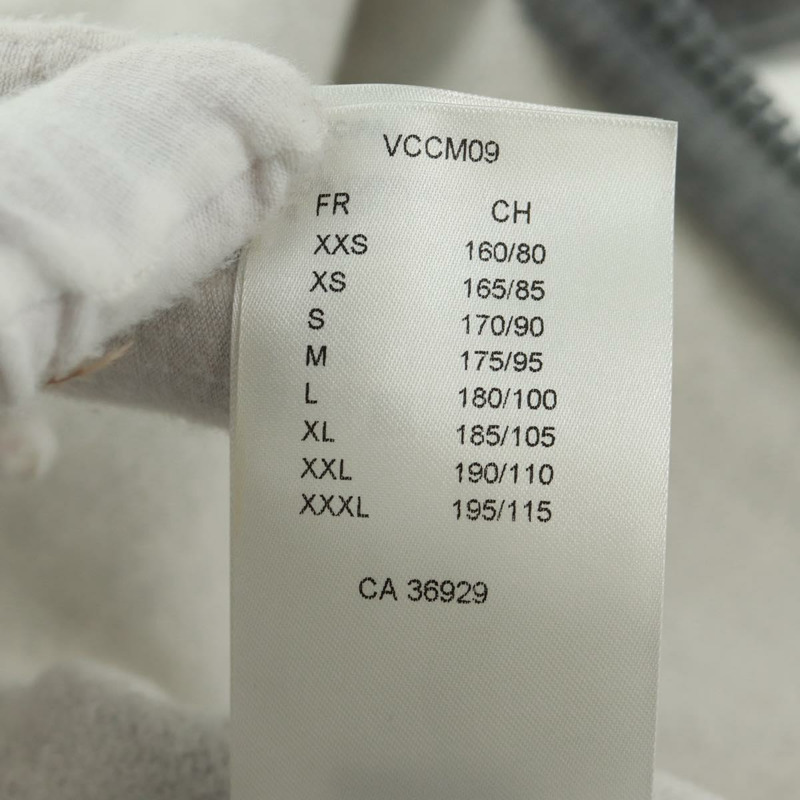 VCCM09
FR CH
XXS 160/80
XS 165/85
S 170/90
M 175/95
L 180/100
XL 185/105
XXL 190/110
XXXL 195/115
CA 36929